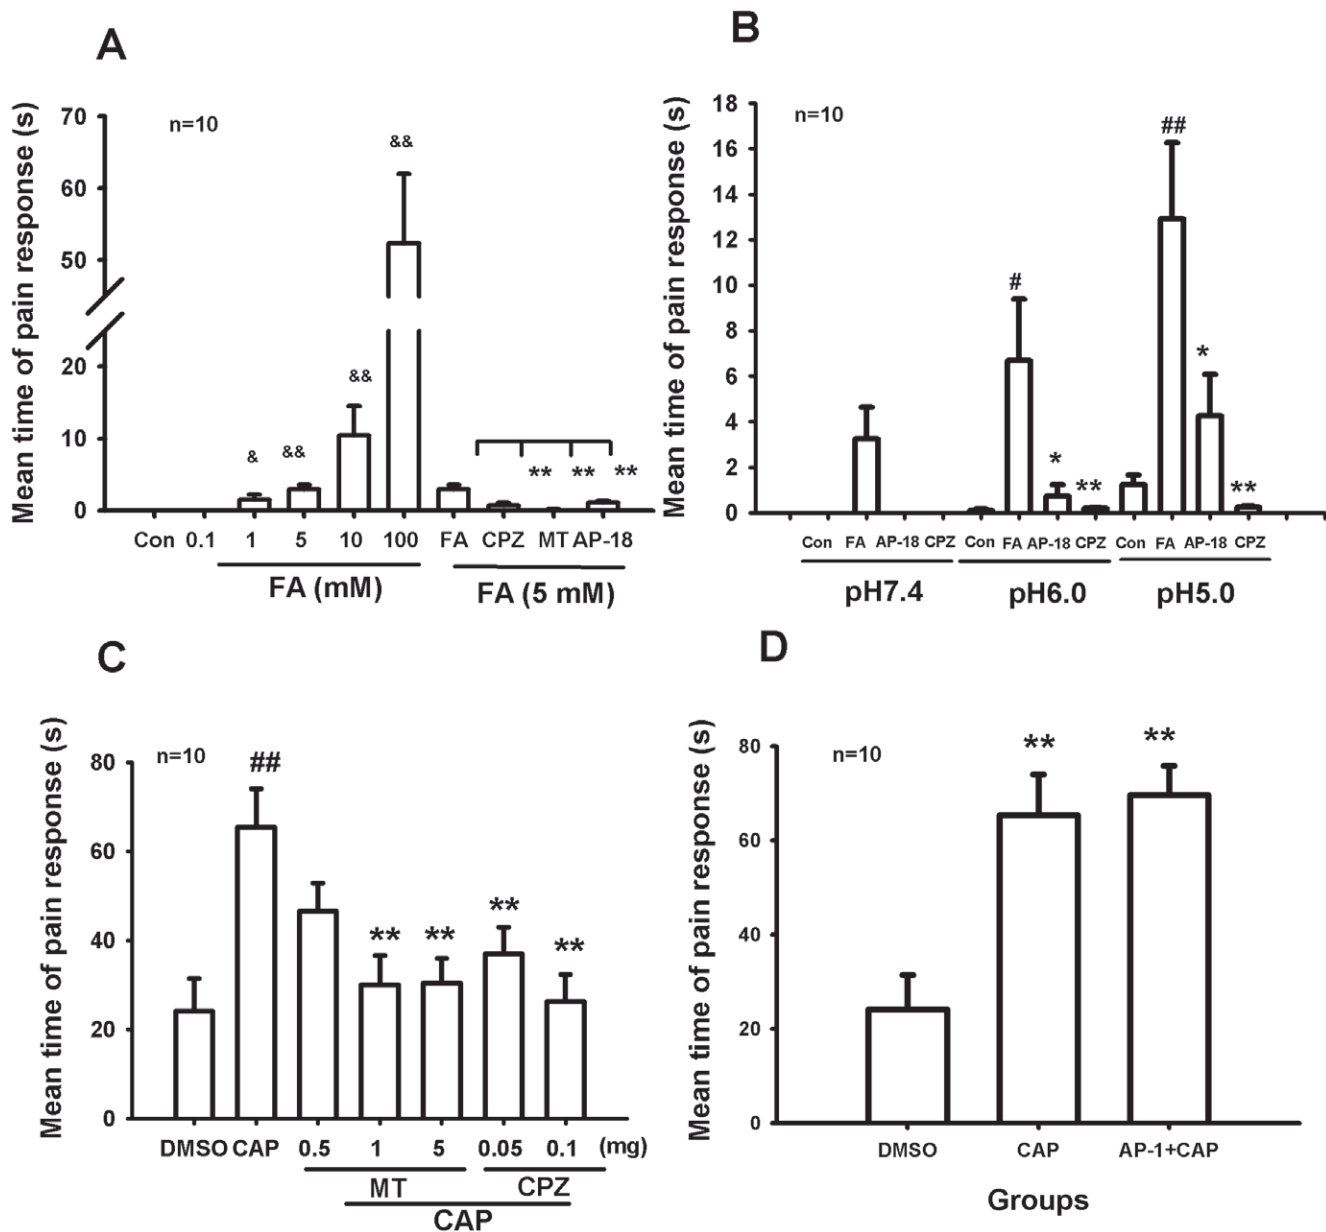 A
Mean time of pain response (s)
n=10
70
60
50
20
10
0
&
&&
&&
&&
** ** **
Con 0.1 1 5 10 100 FA CPZ MT AP-18
FA (mM) FA (5 mM)
B
Mean time of pain response (s)
n=10
18
16
14
12
10
8
6
4
2
0
#
*
**
##
*
**
Con FA AP-18 CPZ Con FA AP-18 CPZ Con FA AP-18 CPZ
pH7.4 pH6.0 pH5.0
C
Mean time of pain response (s)
n=10
80
60
40
20
0
##
** ** ** **
DMSO CAP 0.5 1 5 0.05 0.1 (mg)
MT CPZ
CAP
D
Mean time of pain response (s)
n=10
80
60
40
20
0
** **
DMSO CAP AP-1+CAP
Groups